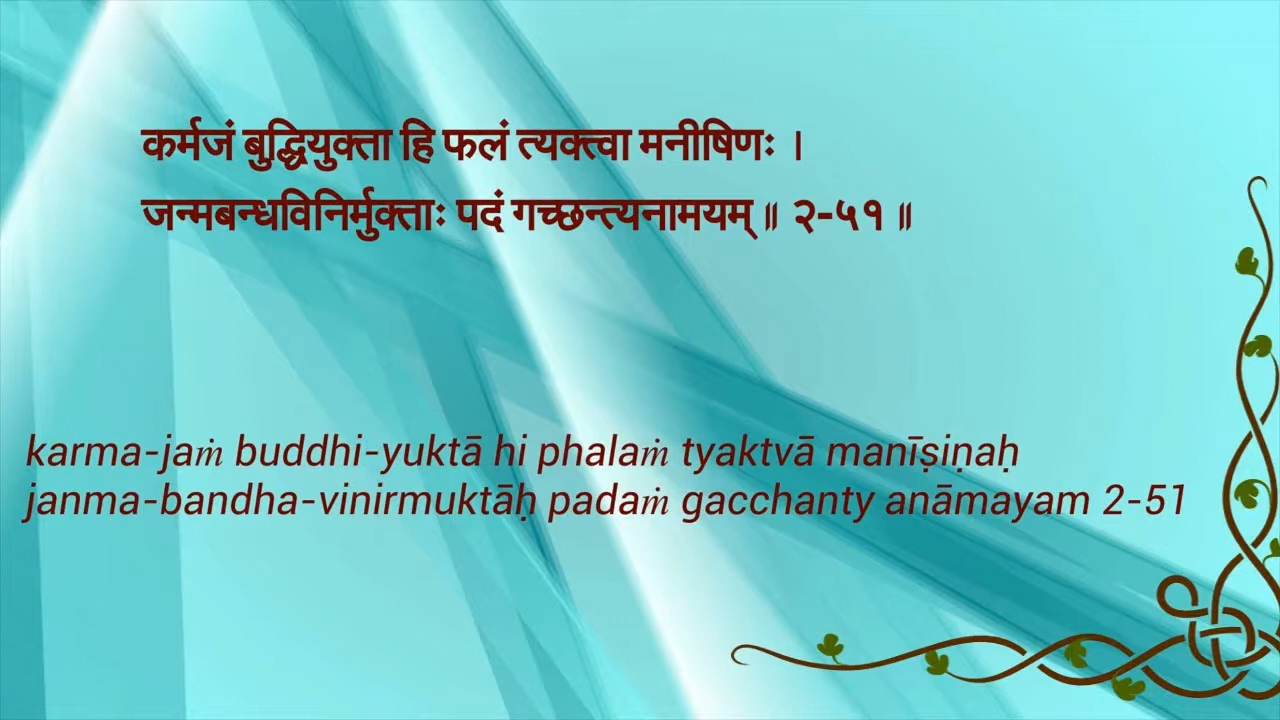 कर्मजं बुद्धियुक्ता हि फलं त्यक्त्वा मनीषिणः ।
जन्मबन्धविनिर्मुक्ताः पदं गच्छन्त्यनामयम् ॥ २-५१ ॥
karma-jaṁ buddhi-yuktā hi phalaṁ tyaktvā manīṣiṇaḥ
janma-bandha-vinirmuktāḥ padaṁ gacchanty anāmayam 2-51